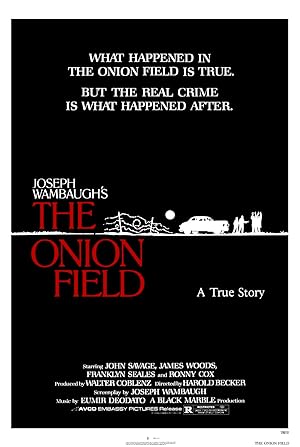 WHAT HAPPENED IN
THE ONION FIELD IS TRUE.
BUT THE REAL CRIME
IS WHAT HAPPENED AFTER.
JOSEPH
WAMBAUGH'S
THE
ONION
FIELD
A True Story
Starring JOHN SAVAGE, JAMES WOODS,
FRANKLYN SEALES and RONNY COX
Produced by WALTER COBLENZ Directed by HAROLD BECKER
Screenplay by JOSEPH WAMBAUGH
Music by EUMIR DEODATO A BLACK MARBLE Production
AVCO EMBASSY PICTURES Release
R RESTRICTED
THE ONION FIELD